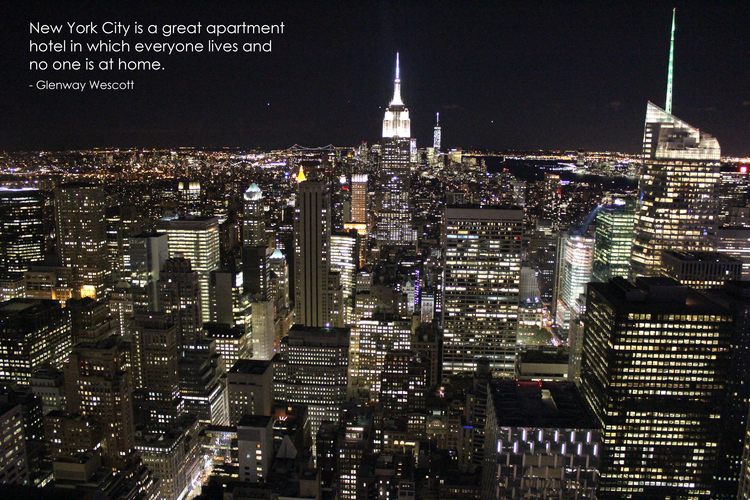 New York City is a great apartment
hotel in which everyone lives and
no one is at home.
- Glenway Wescott